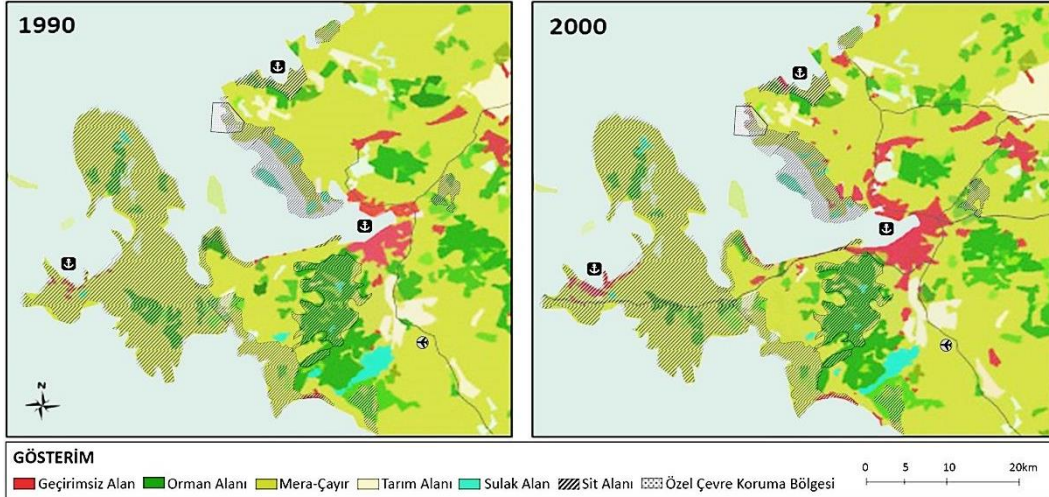 1990
2000
N
GÖSTERİM
Geçirimsiz Alan Orman Alanı Mera-Çayır Tarım Alanı Sulak Alan Sit Alanı Özel Çevre Koruma Bölgesi
0 5 10 20km